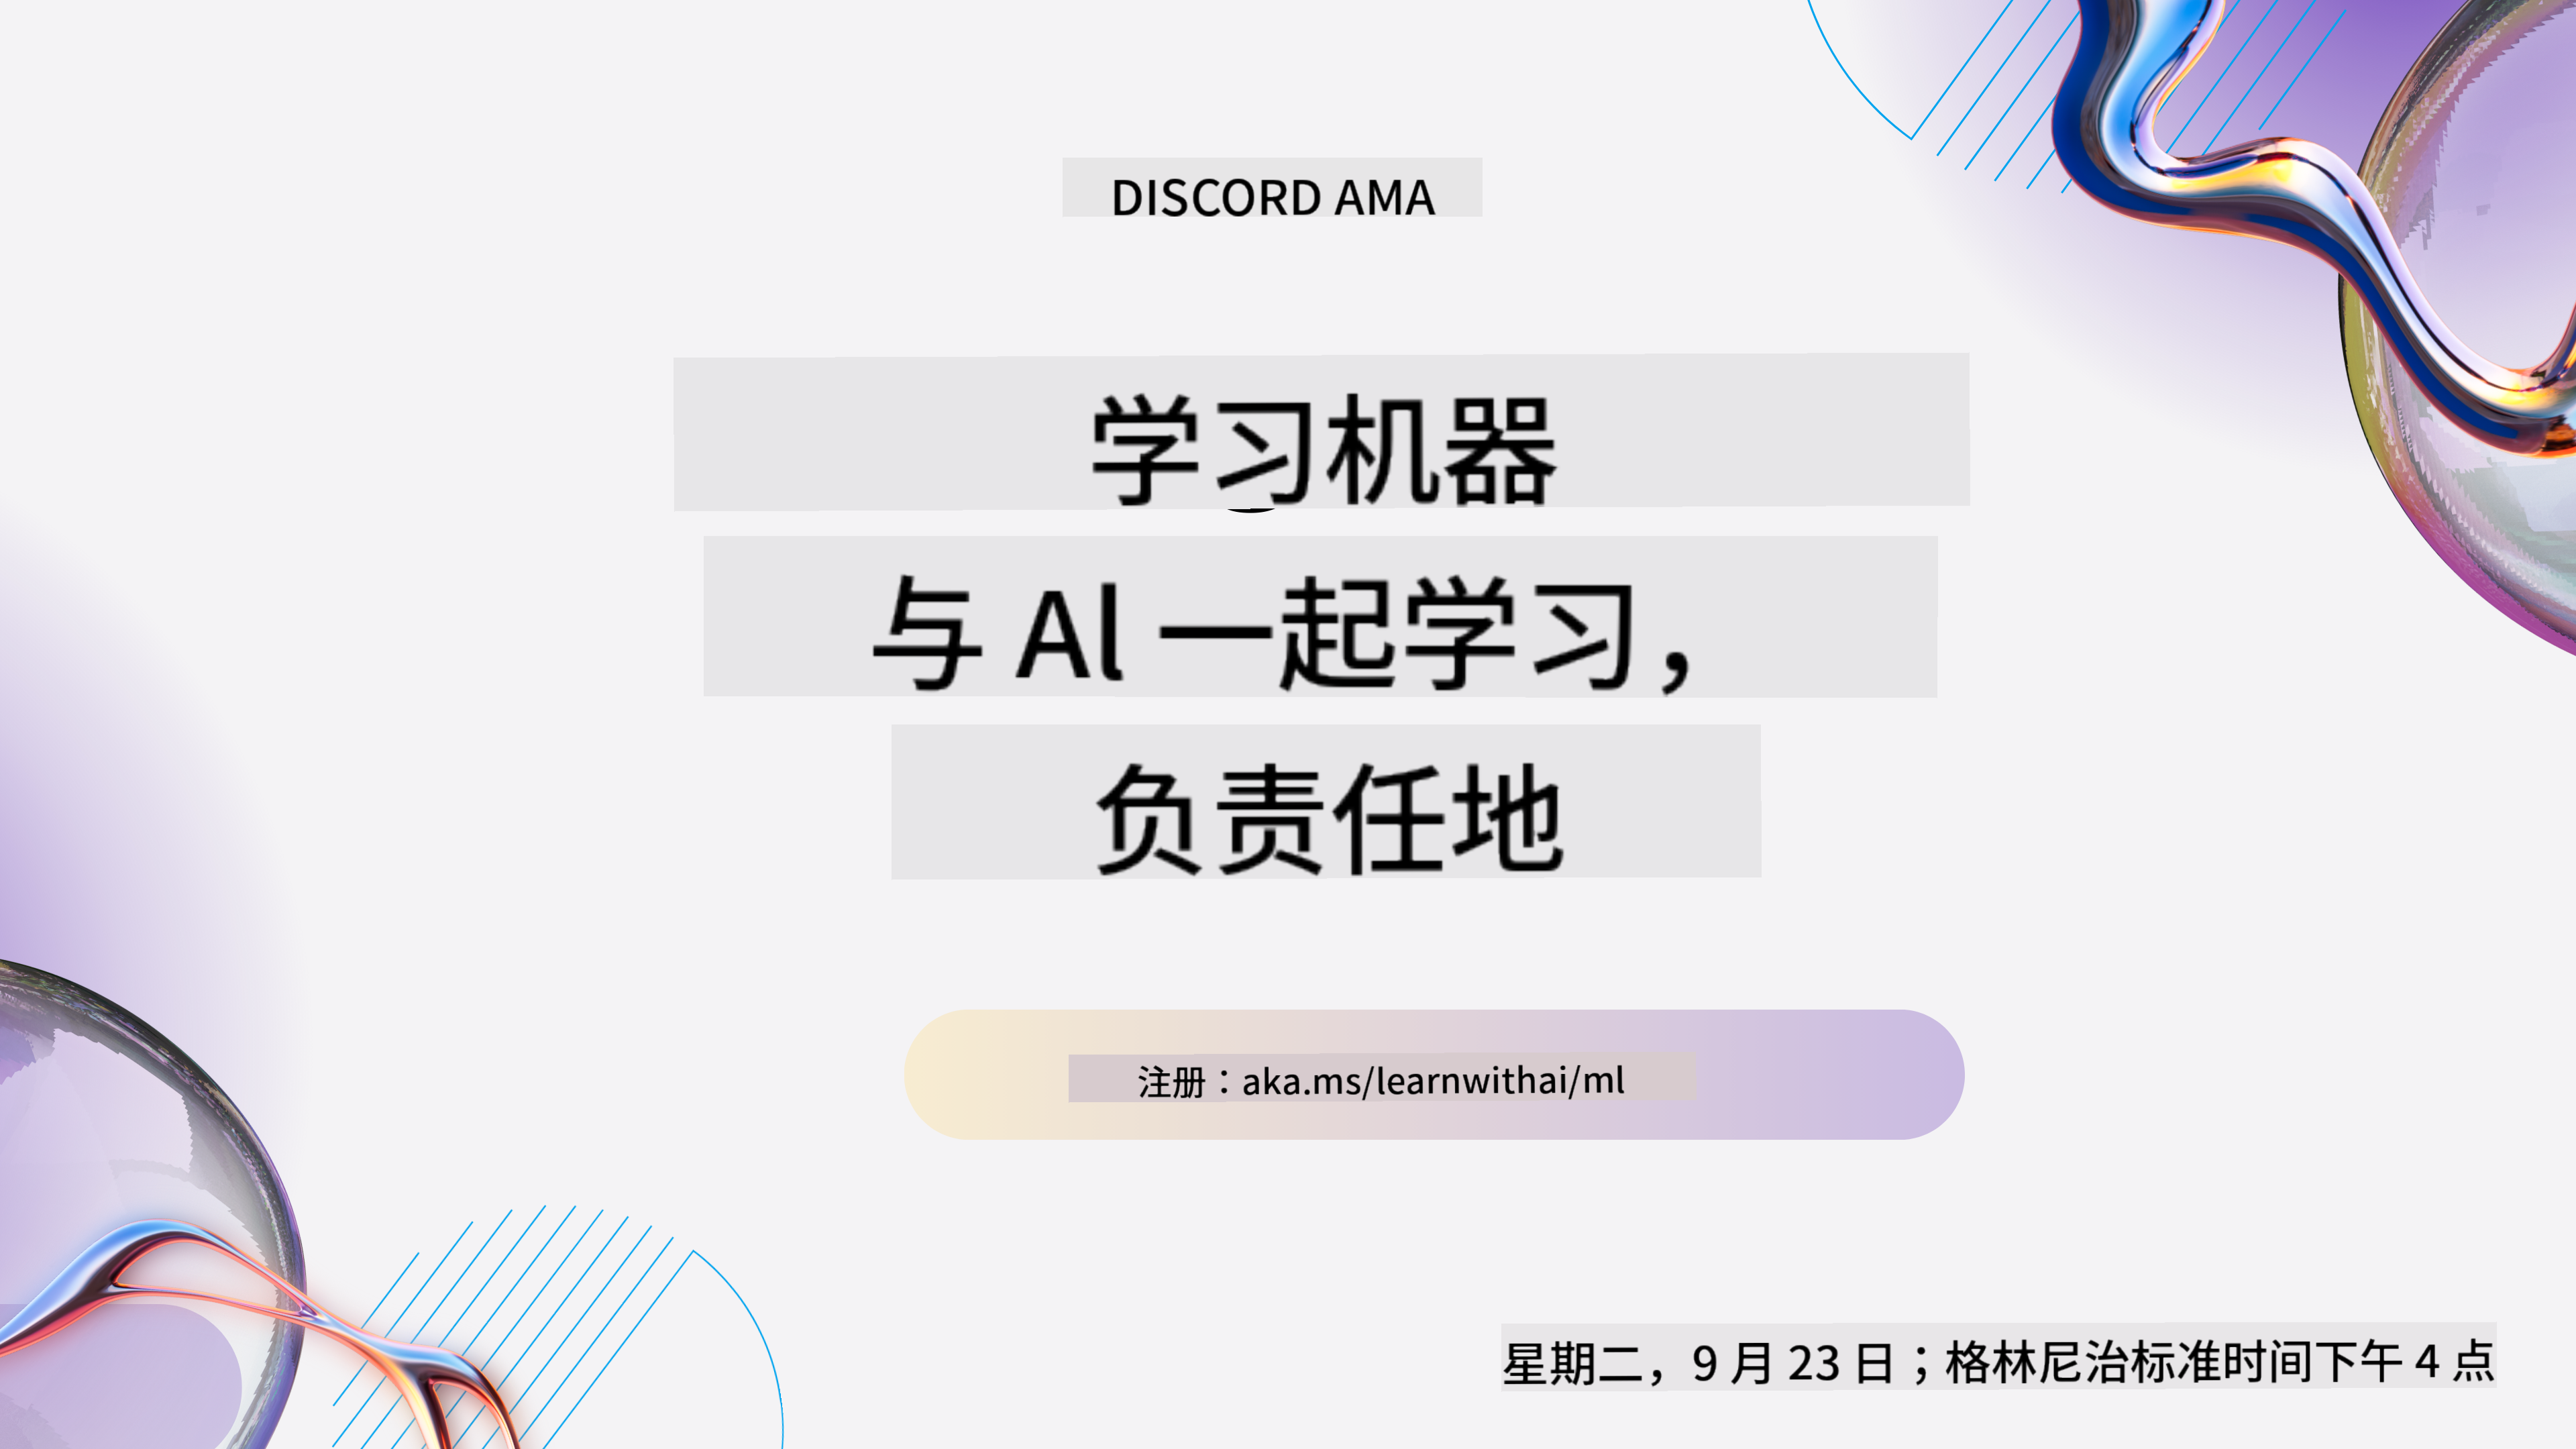 DISCORD AMA
学习机器
与 Al 一起学习，
负责任地
注册：aka.ms/learnwithai/ml
星期二，9 月 23 日；格林尼治标准时间下午 4 点